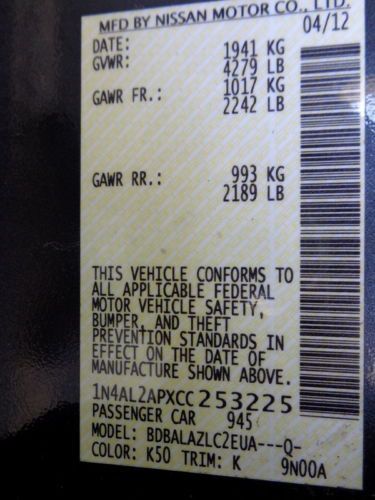 MFD BY NISSAN MOTOR CO., LTD.
DATE: 04/12
GVWR: 1941 KG
4279 LB
GAWR FR.: 1017 KG
2242 LB
GAWR RR.: 993 KG
2189 LB
THIS VEHICLE CONFORMS TO
ALL APPLICABLE FEDERAL
MOTOR VEHICLE SAFETY,
BUMPER, AND THEFT
PREVENTION STANDARDS IN
EFFECT ON THE DATE OF
MANUFACTURE SHOWN ABOVE.
1N4AL2APXCC253225
PASSENGER CAR 945
MODEL: BDBALAZLC2EUA---Q-
COLOR: K50 TRIM: K 9N00A